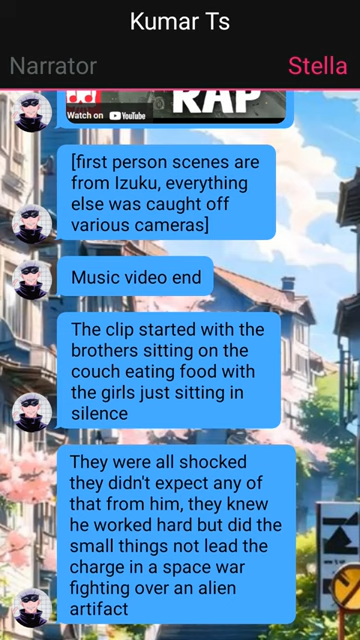 Kumar Ts
Narrator
Stella
RAP
Watch on YouTube
[first person scenes are
from Izuku, everything
else was caught off
various cameras]
Music video end
The clip started with the
brothers sitting on the
couch eating food with
the girls just sitting in
silence
They were all shocked
they didn't expect any of
that from him, they knew
he worked hard but did the
small things not lead the
charge in a space war
fighting over an alien
artifact